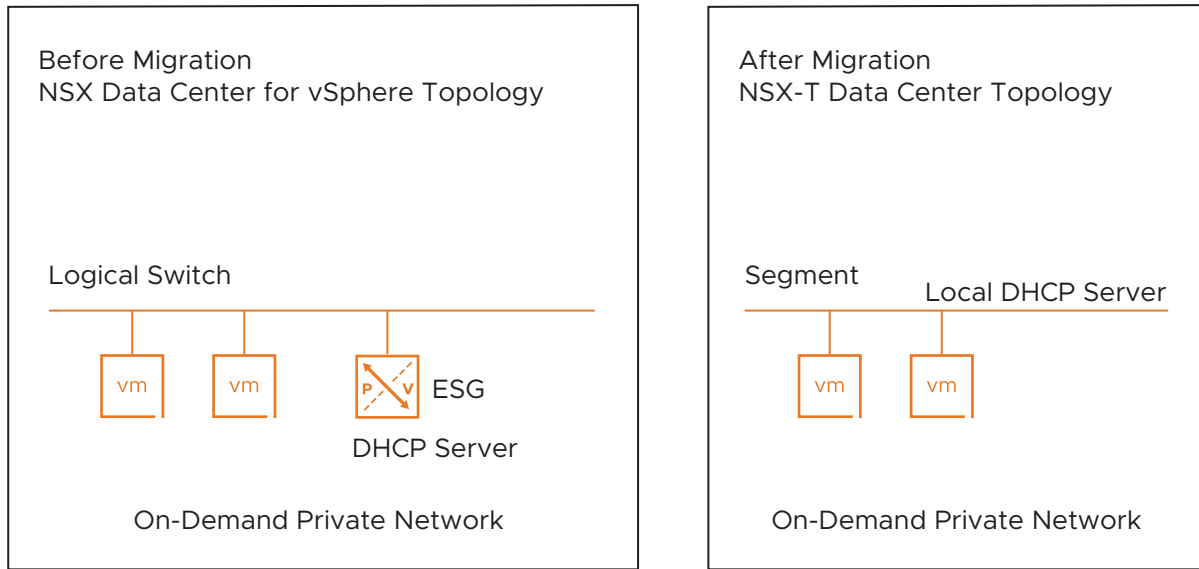 Before Migration
NSX Data Center for vSphere Topology
Logical Switch
vm
vm
P V
ESG
DHCP Server
On-Demand Private Network
After Migration
NSX-T Data Center Topology
Segment
Local DHCP Server
vm
vm
On-Demand Private Network